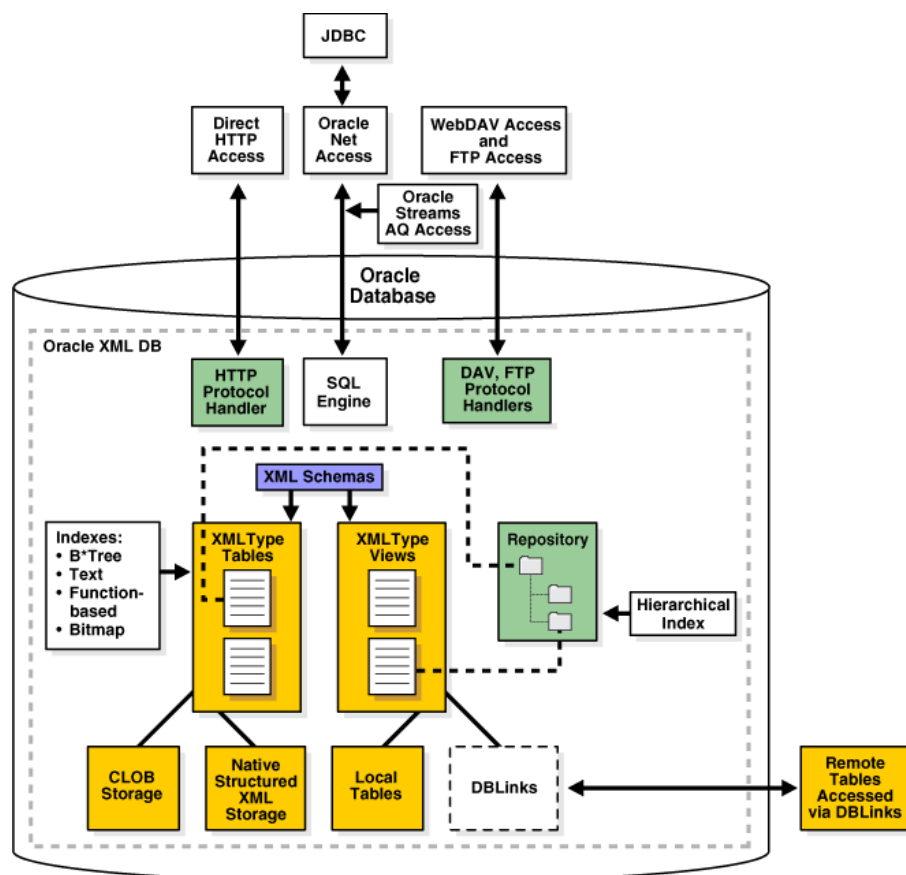 JDBC
Direct
HTTP
Access
Oracle
Net
Access
WebDAV Access
and
FTP Access
Oracle
Streams
AQ Access
Oracle
Database
Oracle XML DB
HTTP
Protocol
Handler
SQL
Engine
DAV, FTP
Protocol
Handlers
XML Schemas
Indexes:
• B*Tree
• Text
• Function-
based
• Bitmap
XMLType
Tables
XMLType
Views
Repository
Hierarchical
Index
CLOB
Storage
Native
Structured
XML
Storage
Local
Tables
DBLinks
Remote
Tables
Accessed
via DBLinks